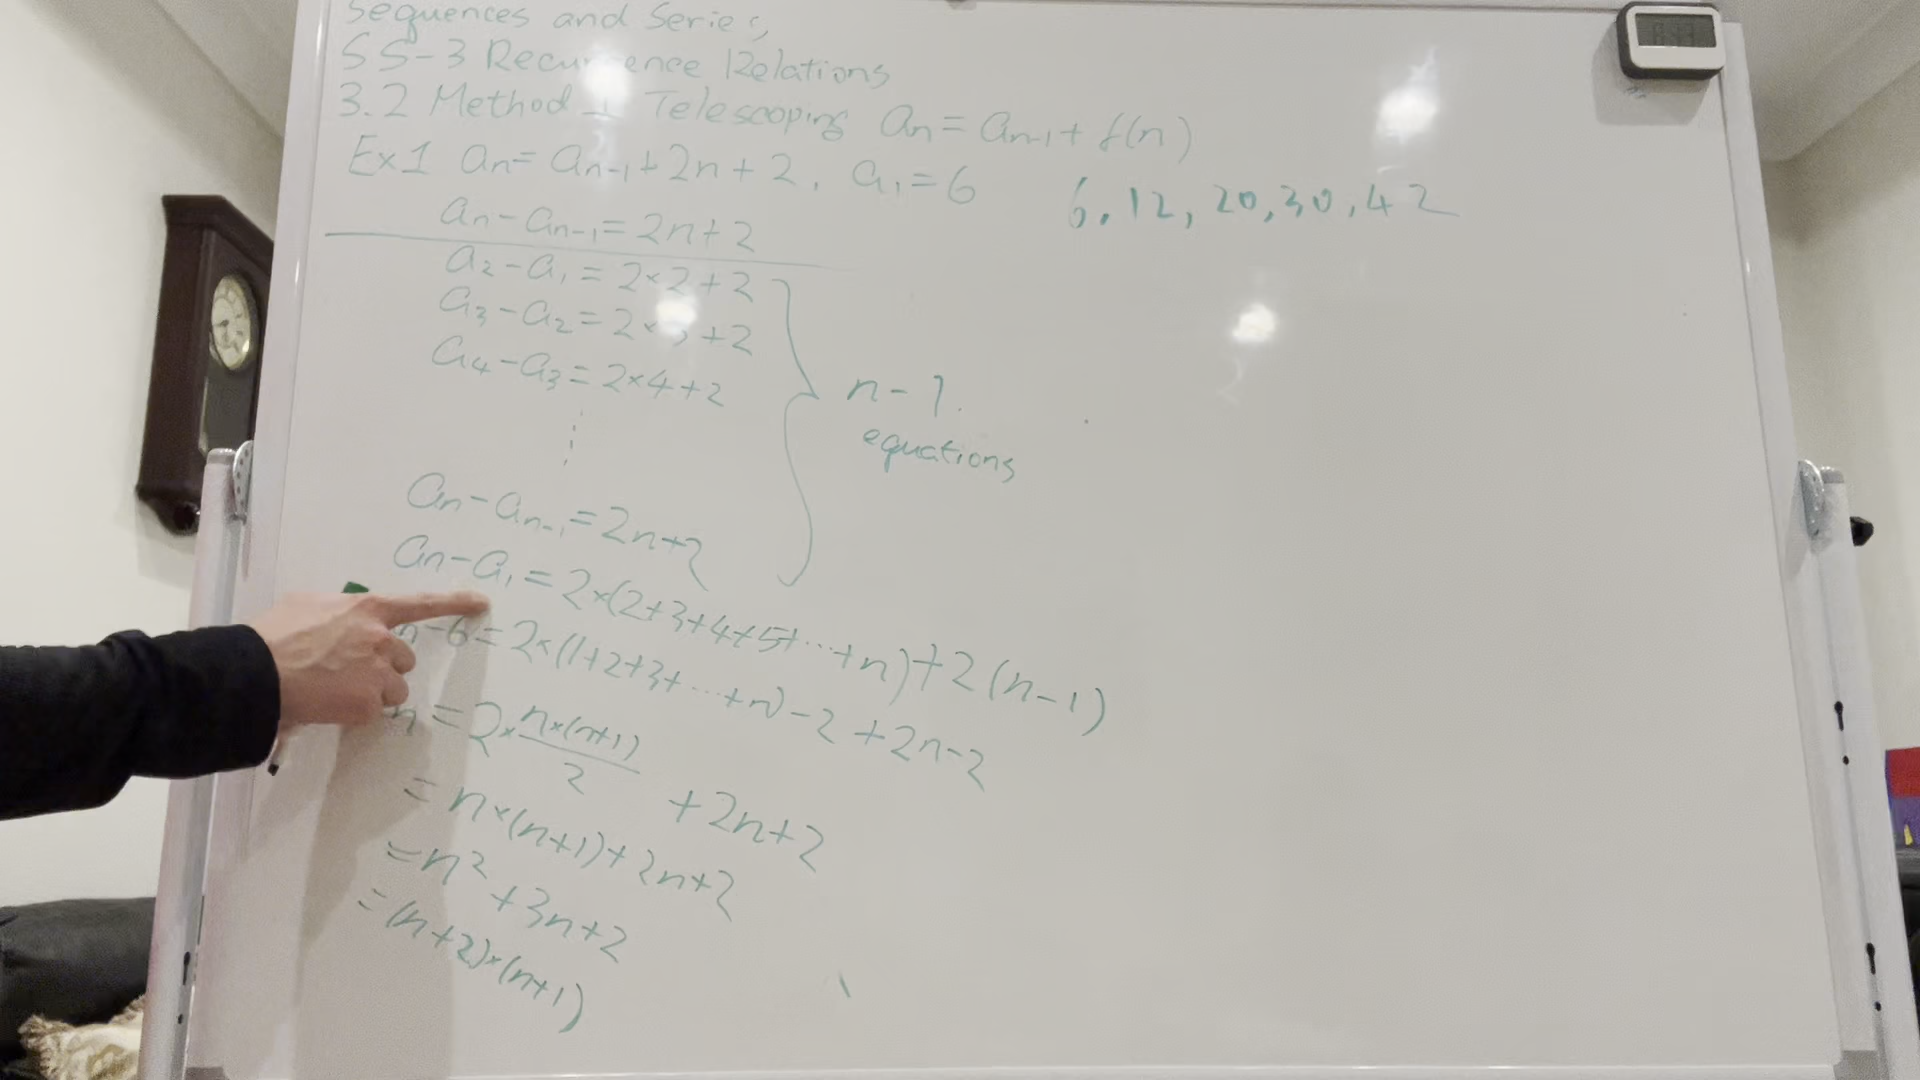 Sequences and Series,
SS-3 Recurrence Relations
3.2 Method 1 Telescoping an = an-1 + f(n)
Ex1 an = an-1 + 2n + 2, a1 = 6
6, 12, 20, 30, 42
an - an-1 = 2n + 2
a2 - a1 = 2×2+2
a3 - a2 = 2×3+2
a4 - a3 = 2×4+2
n-1
equations
an - an-1 = 2n+2
an - a1 = 2×(2+3+4+5+...+n)+2(n-1)
n-6 = 2×(1+2+3+...+n)-2+2n-2
n = 2× n×(n+1)/2 + 2n+2
= n×(n+1)+2n+2
= n²+3n+2
= (n+2)×(n+1)